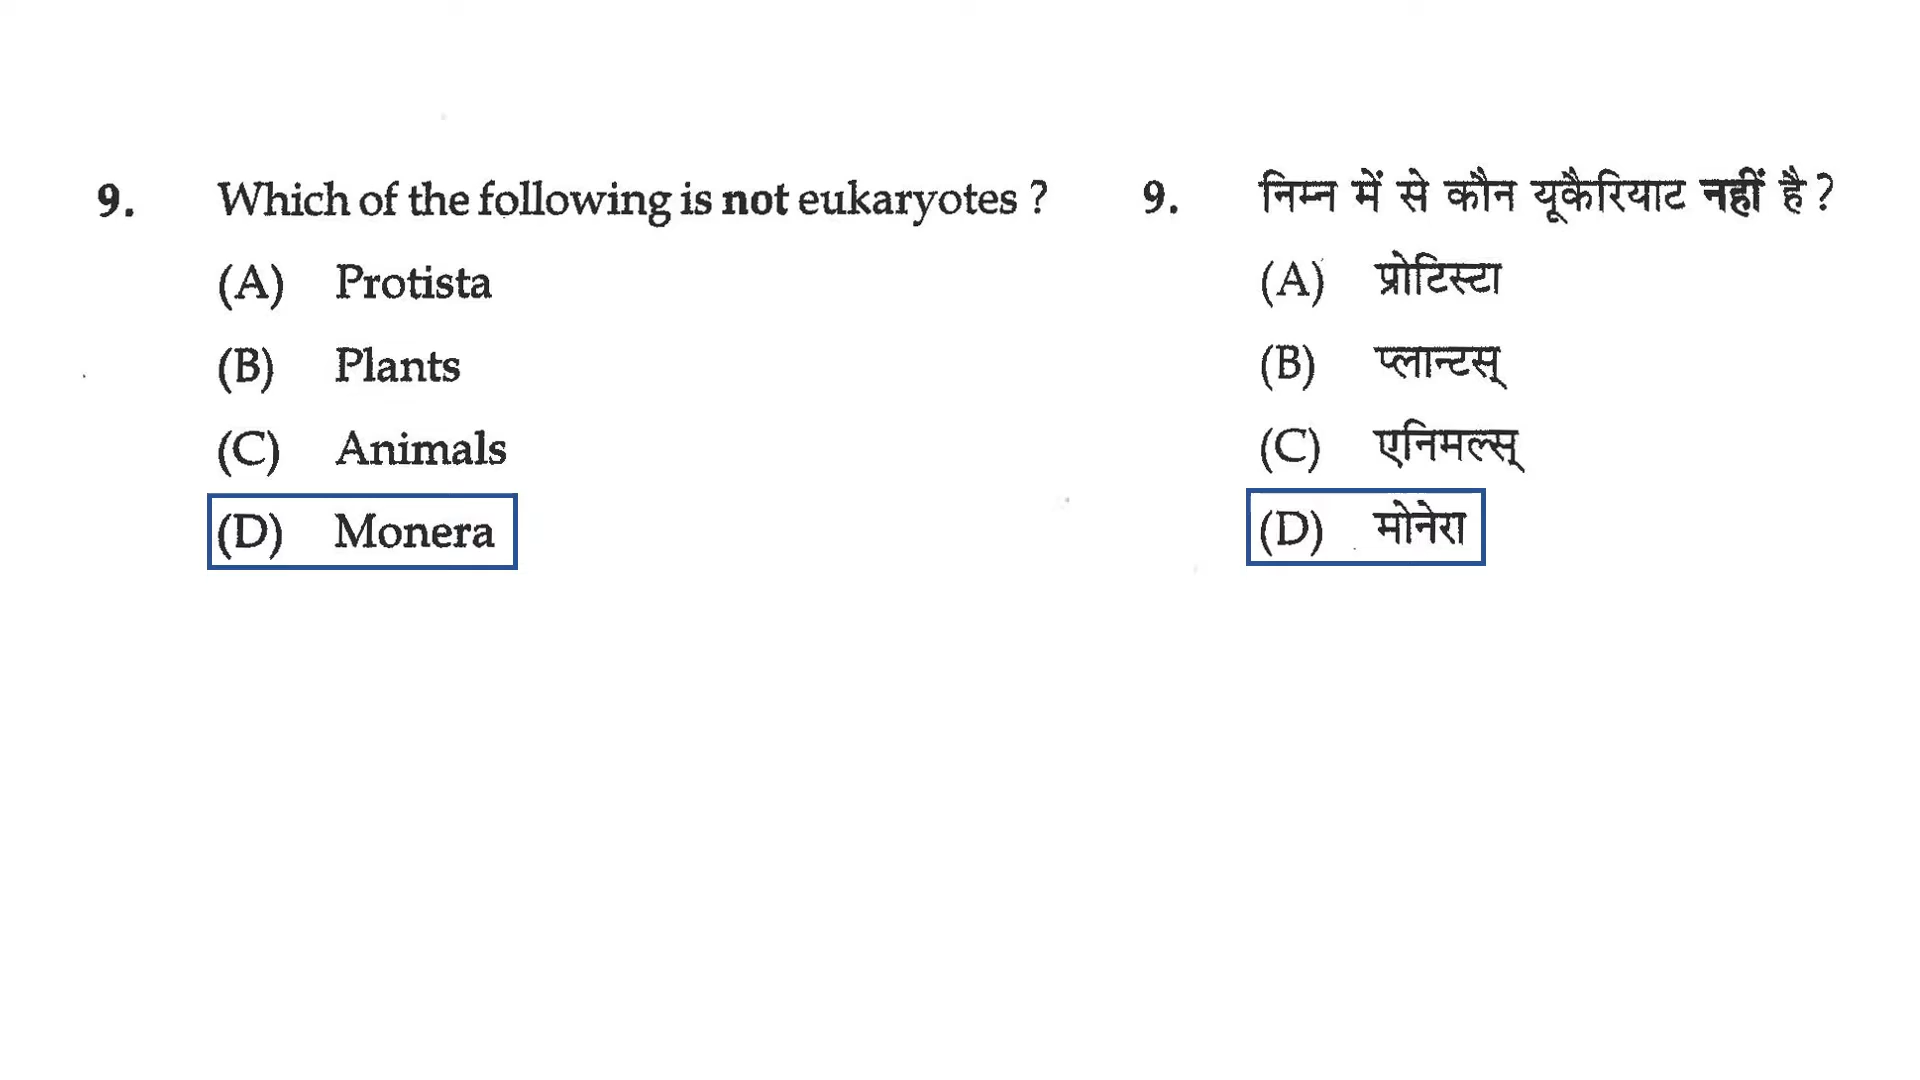 9. Which of the following is not eukaryotes ?
(A) Protista
(B) Plants
(C) Animals
(D) Monera
9. निम्न में से कौन यूकैरियाट नहीं है ?
(A) प्रोटिस्टा
(B) प्लान्टस्
(C) एनिमल्स्
(D) मोनेरा